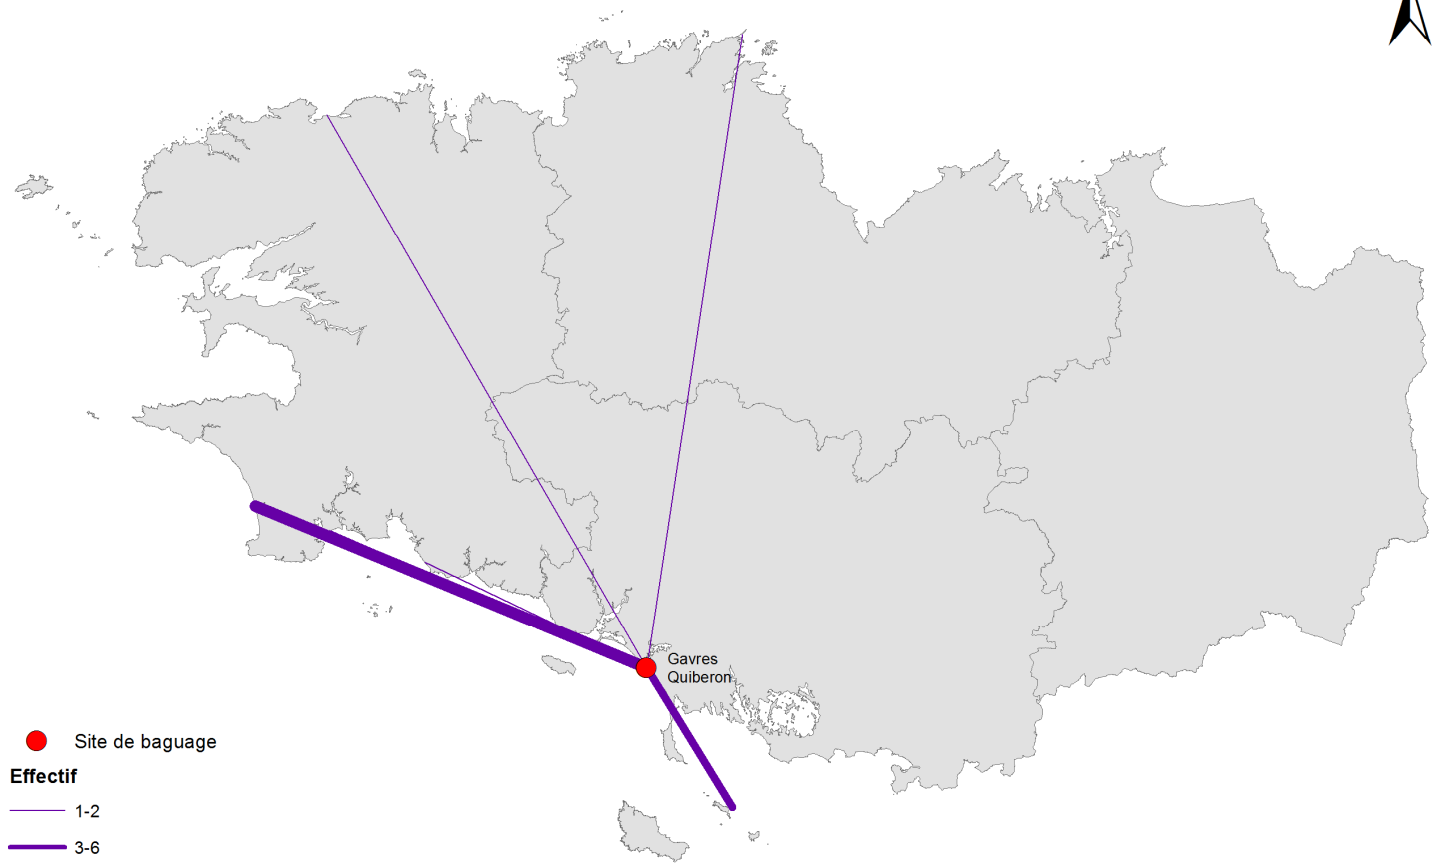 Gavres
Quiberon
Site de baguage
Effectif
1-2
3-6